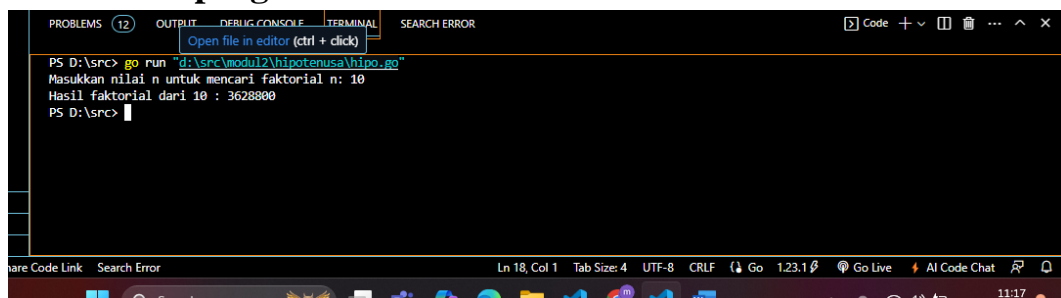 PROBLEMS 12 OUTPUT DEBUG CONSOLE TERMINAL SEARCH ERROR Code
Open file in editor (ctrl + click)
PS D:\src> go run "d:\src\modul2\hipotenusa\hipo.go"
Masukkan nilai n untuk mencari faktorial n: 10
Hasil faktorial dari 10 : 3628800
PS D:\src>
Code Link Search Error Ln 18, Col 1 Tab Size: 4 UTF-8 CRLF Go 1.23.1 Go Live AI Code Chat
11:17